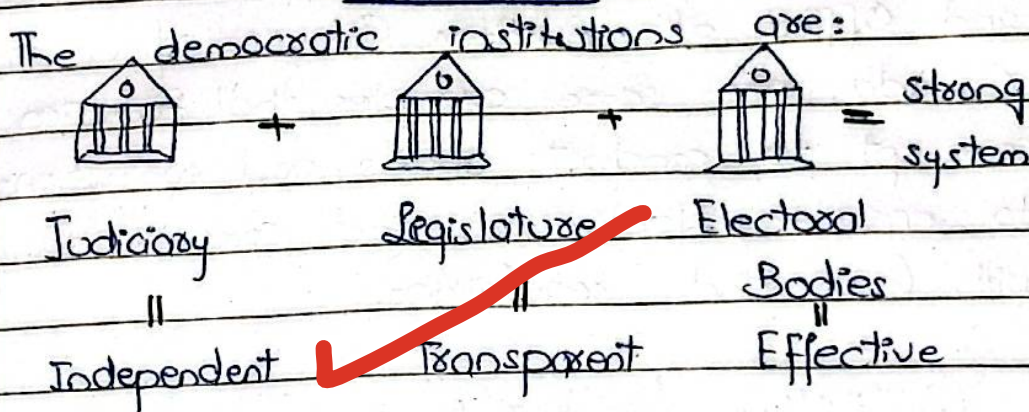 The democratic institutions are:
+ + = strong
system
Judiciary Legislature Electoral
Bodies
|| || ||
Independent Transparent Effective